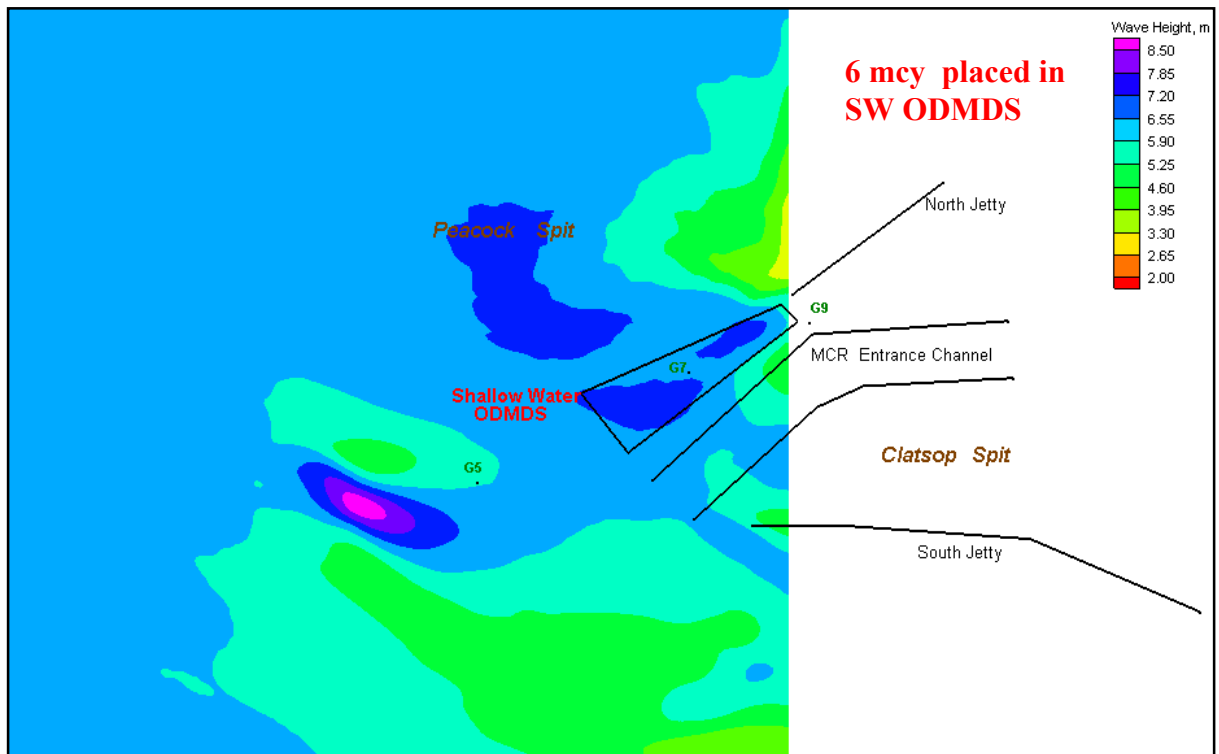 Wave Height, m
8.50
7.85
7.20
6.55
5.90
5.25
4.60
3.95
3.30
2.65
2.00
6 mcy placed in
SW ODMDS
North Jetty
Peacock Spit
G9
MCR Entrance Channel
G7
Shallow Water
ODMDS
Clatsop Spit
G5
South Jetty